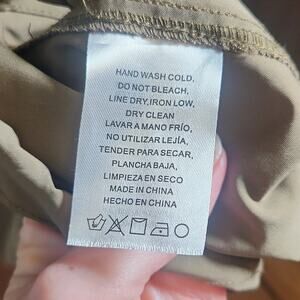 HAND WASH COLD,
DO NOT BLEACH.
LINE DRY,IRON LOW,
DRY CLEAN
LAVAR A MANO FRÍO,
NO UTILIZAR LEJÍA,
TENDER PARA SECAR,
PLANCHA BAJA,
LIMPIEZA EN SECO
MADE IN CHINA
HECHO EN CHINA